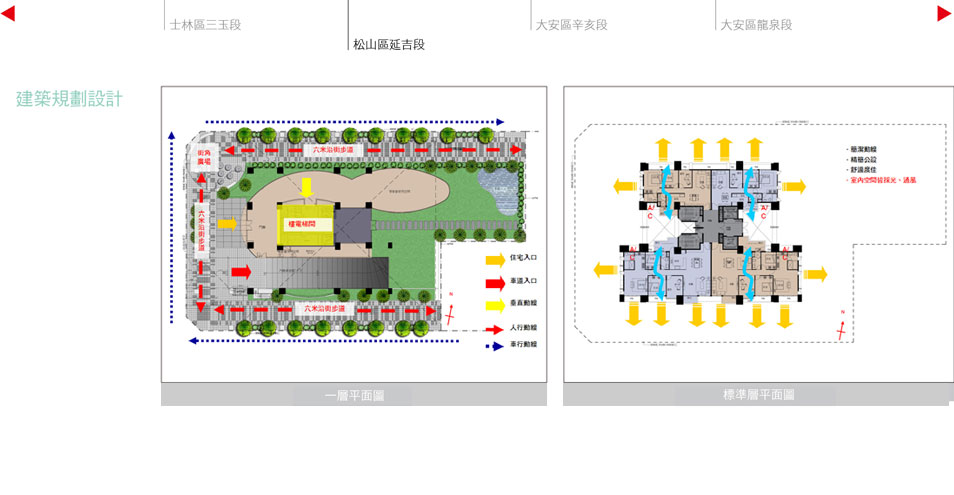 士林區三玉段
松山區延吉段
大安區辛亥段
大安區龍泉段
建築規劃設計
街角
廣場
六米沿街步道
六米沿街步道
樓電梯間
六米沿街步道
住宅入口
車道入口
垂直動線
人行動線
車行動線
N
一層平面圖
・簡潔動線
・精簡公設
・舒適居住
・室內空間皆採光、通風
A/C
A/C
A/C
A/C
N
標準層平面圖